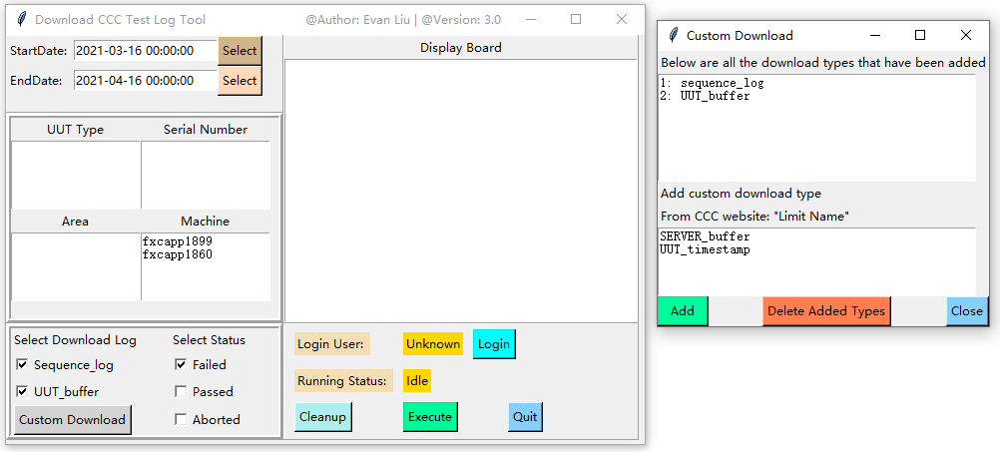 Download CCC Test Log Tool @Author: Evan Liu | @Version: 3.0
StartDate: 2021-03-16 00:00:00 Select
EndDate: 2021-04-16 00:00:00 Select
UUT Type Serial Number
Area Machine
fxcapp1899
fxcapp1860
Select Download Log Select Status
Sequence_log Failed
UUT_buffer Passed
Custom Download Aborted
Display Board
Login User: Unknown Login
Running Status: Idle
Cleanup Execute Quit
Custom Download
Below are all the download types that have been added
1: sequence_log
2: UUT_buffer
Add custom download type
From CCC website: "Limit Name"
SERVER_buffer
UUT_timestamp
Add Delete Added Types Close